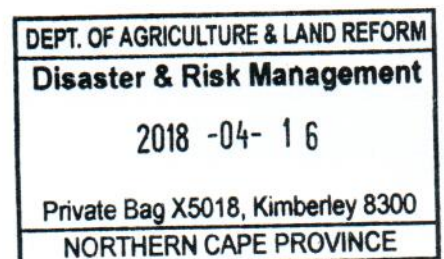 DEPT. OF AGRICULTURE & LAND REFORM
Disaster & Risk Management
2018 -04- 16
Private Bag X5018, Kimberley 8300
NORTHERN CAPE PROVINCE